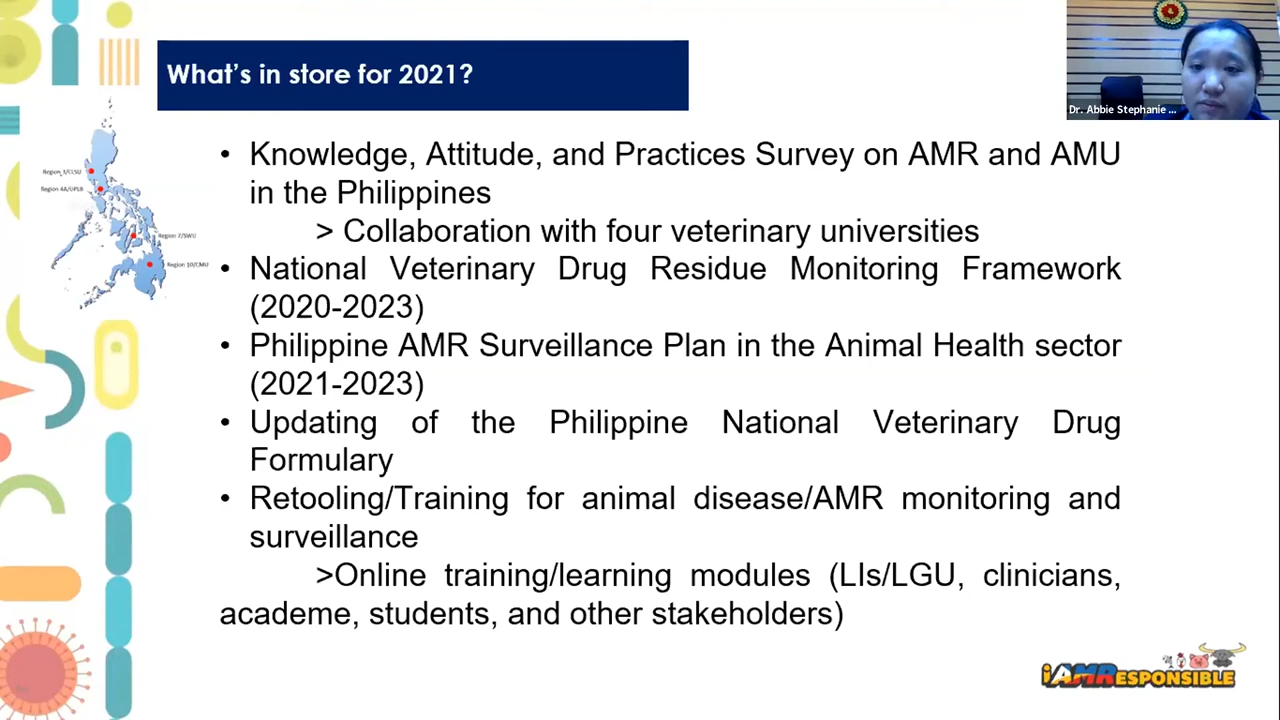 What's in store for 2021?
Dr. Abbie Stephanie ...
• Knowledge, Attitude, and Practices Survey on AMR and AMU
in the Philippines
> Collaboration with four veterinary universities
• National Veterinary Drug Residue Monitoring Framework
(2020-2023)
• Philippine AMR Surveillance Plan in the Animal Health sector
(2021-2023)
• Updating of the Philippine National Veterinary Drug
Formulary
• Retooling/Training for animal disease/AMR monitoring and
surveillance
>Online training/learning modules (LIs/LGU, clinicians,
academe, students, and other stakeholders)
Region 4A/UPLB
Region 7/SWU
Region 10/CMU
iAMResponsible